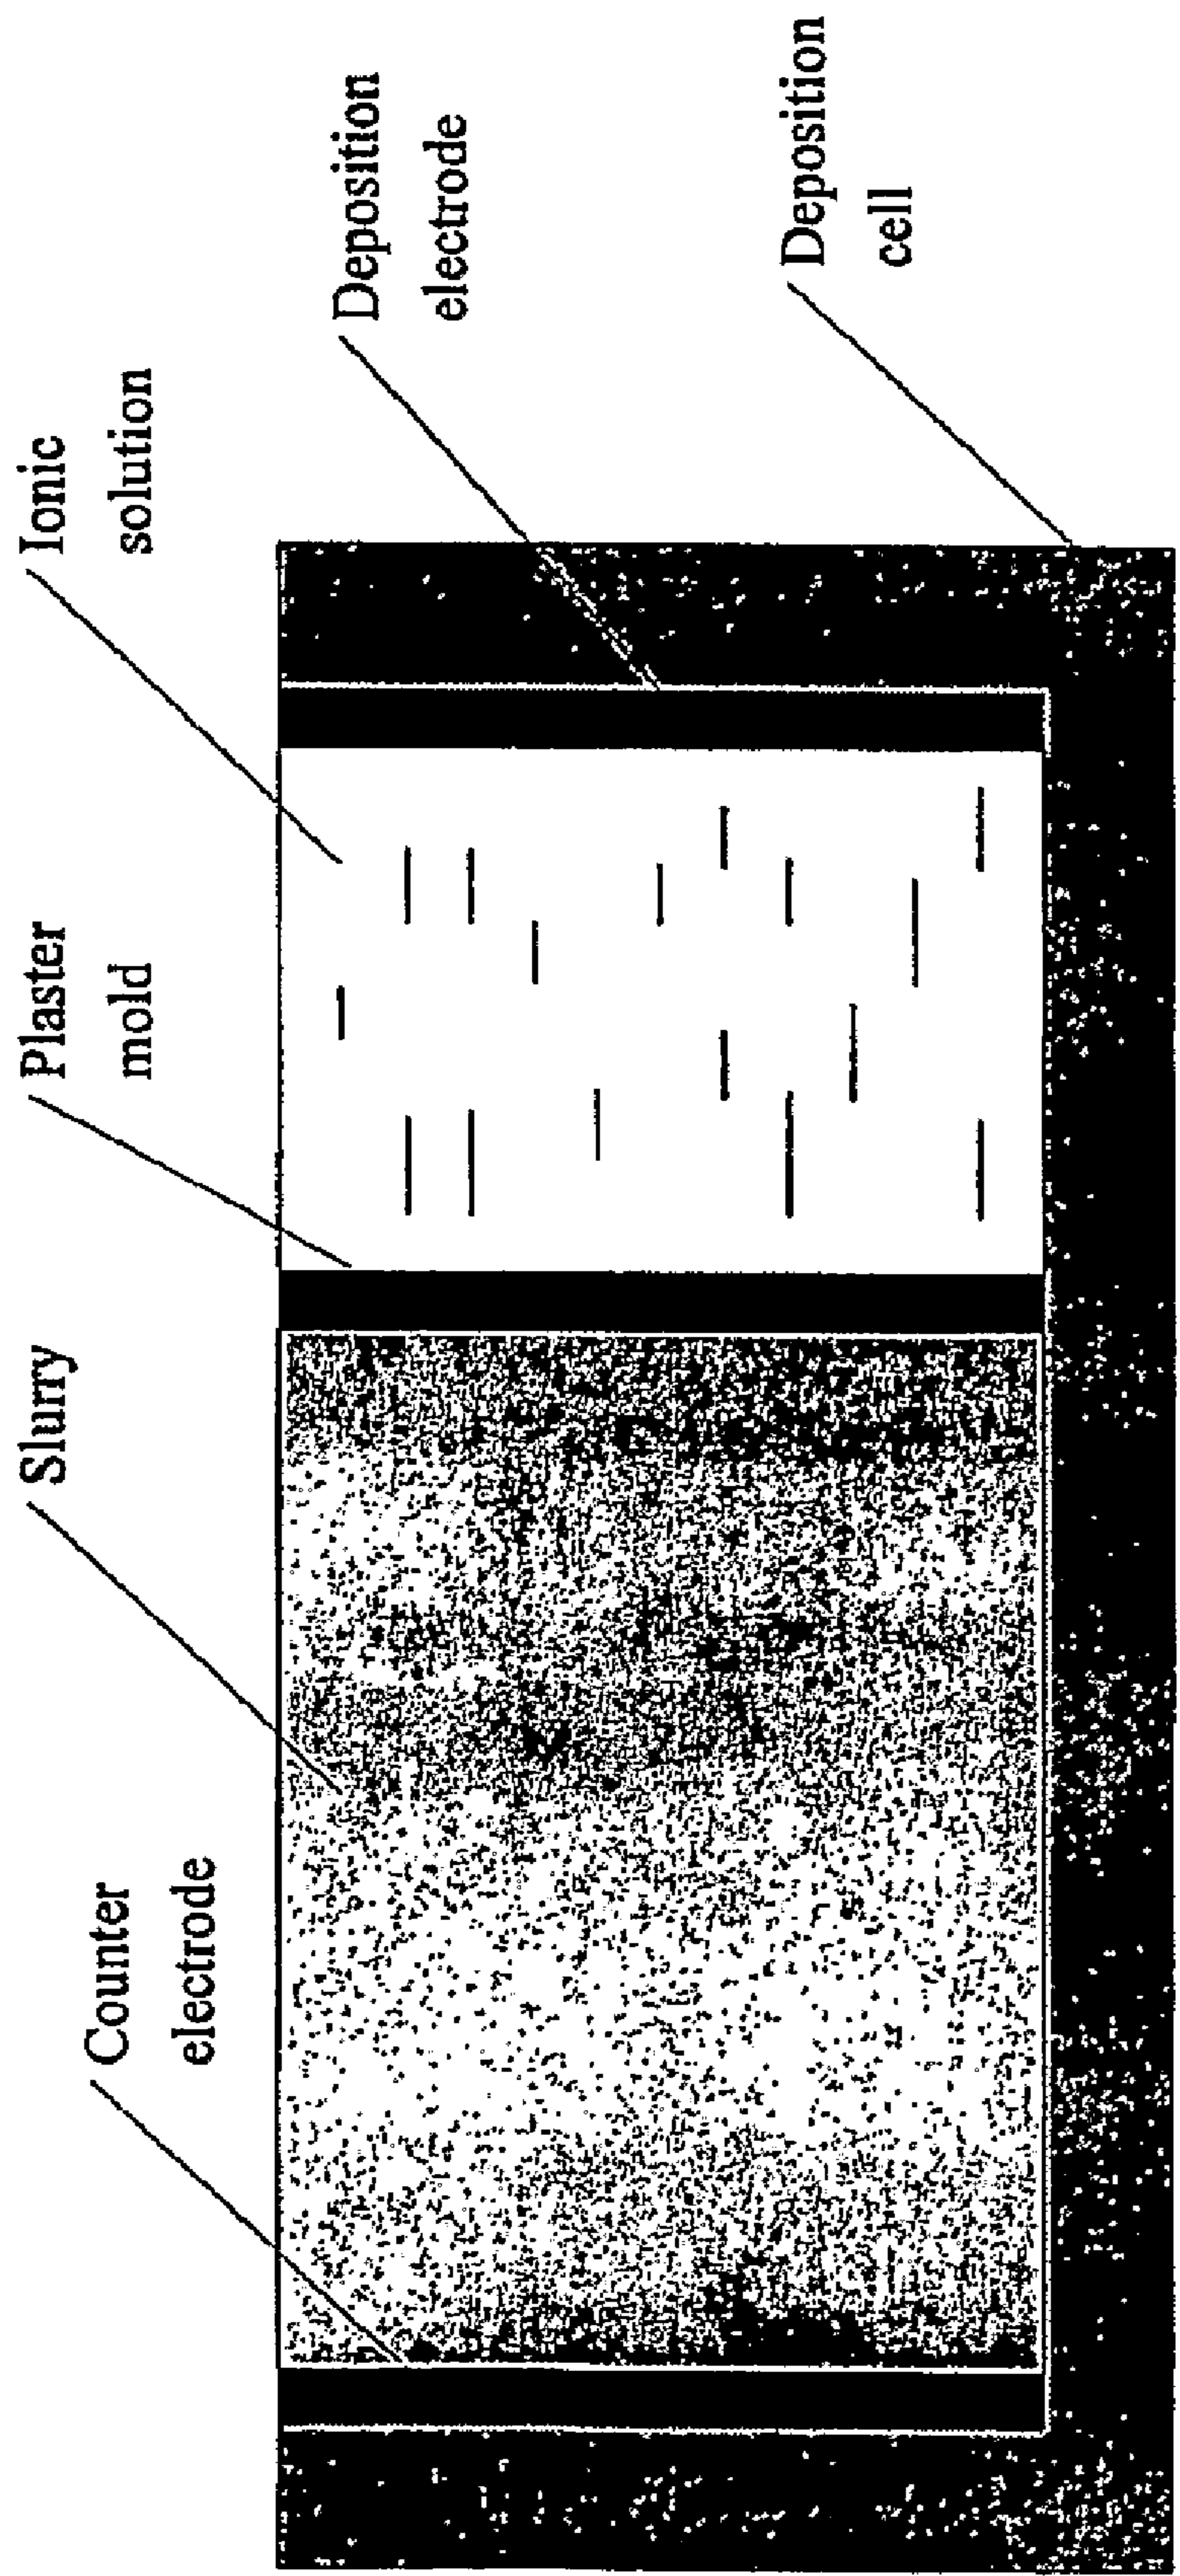 Counter
electrode
Slurry
Plaster
mold
Ionic
solution
Deposition
electrode
Deposition
cell